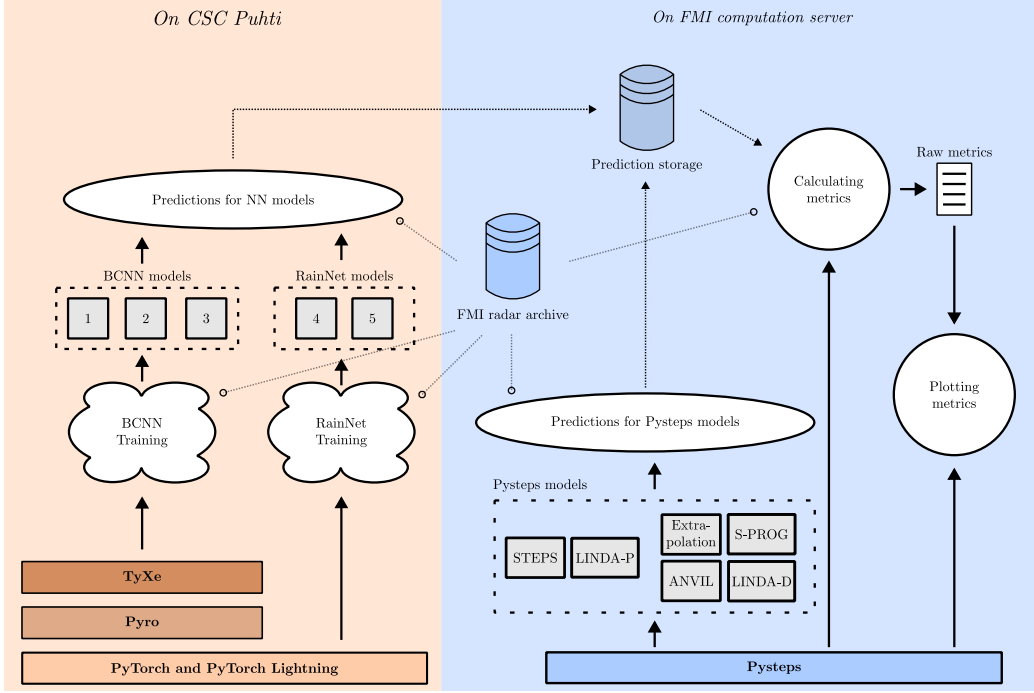 On CSC Puhti
On FMI computation server
Prediction storage
Raw metrics
Calculating
metrics
Predictions for NN models
BCNN models
RainNet models
1
2
3
4
5
FMI radar archive
BCNN
Training
RainNet
Training
Predictions for Pysteps models
Plotting
metrics
Pysteps models
STEPS
LINDA-P
Extra-
polation
S-PROG
ANVIL
LINDA-D
TyXe
Pyro
PyTorch and PyTorch Lightning
Pysteps